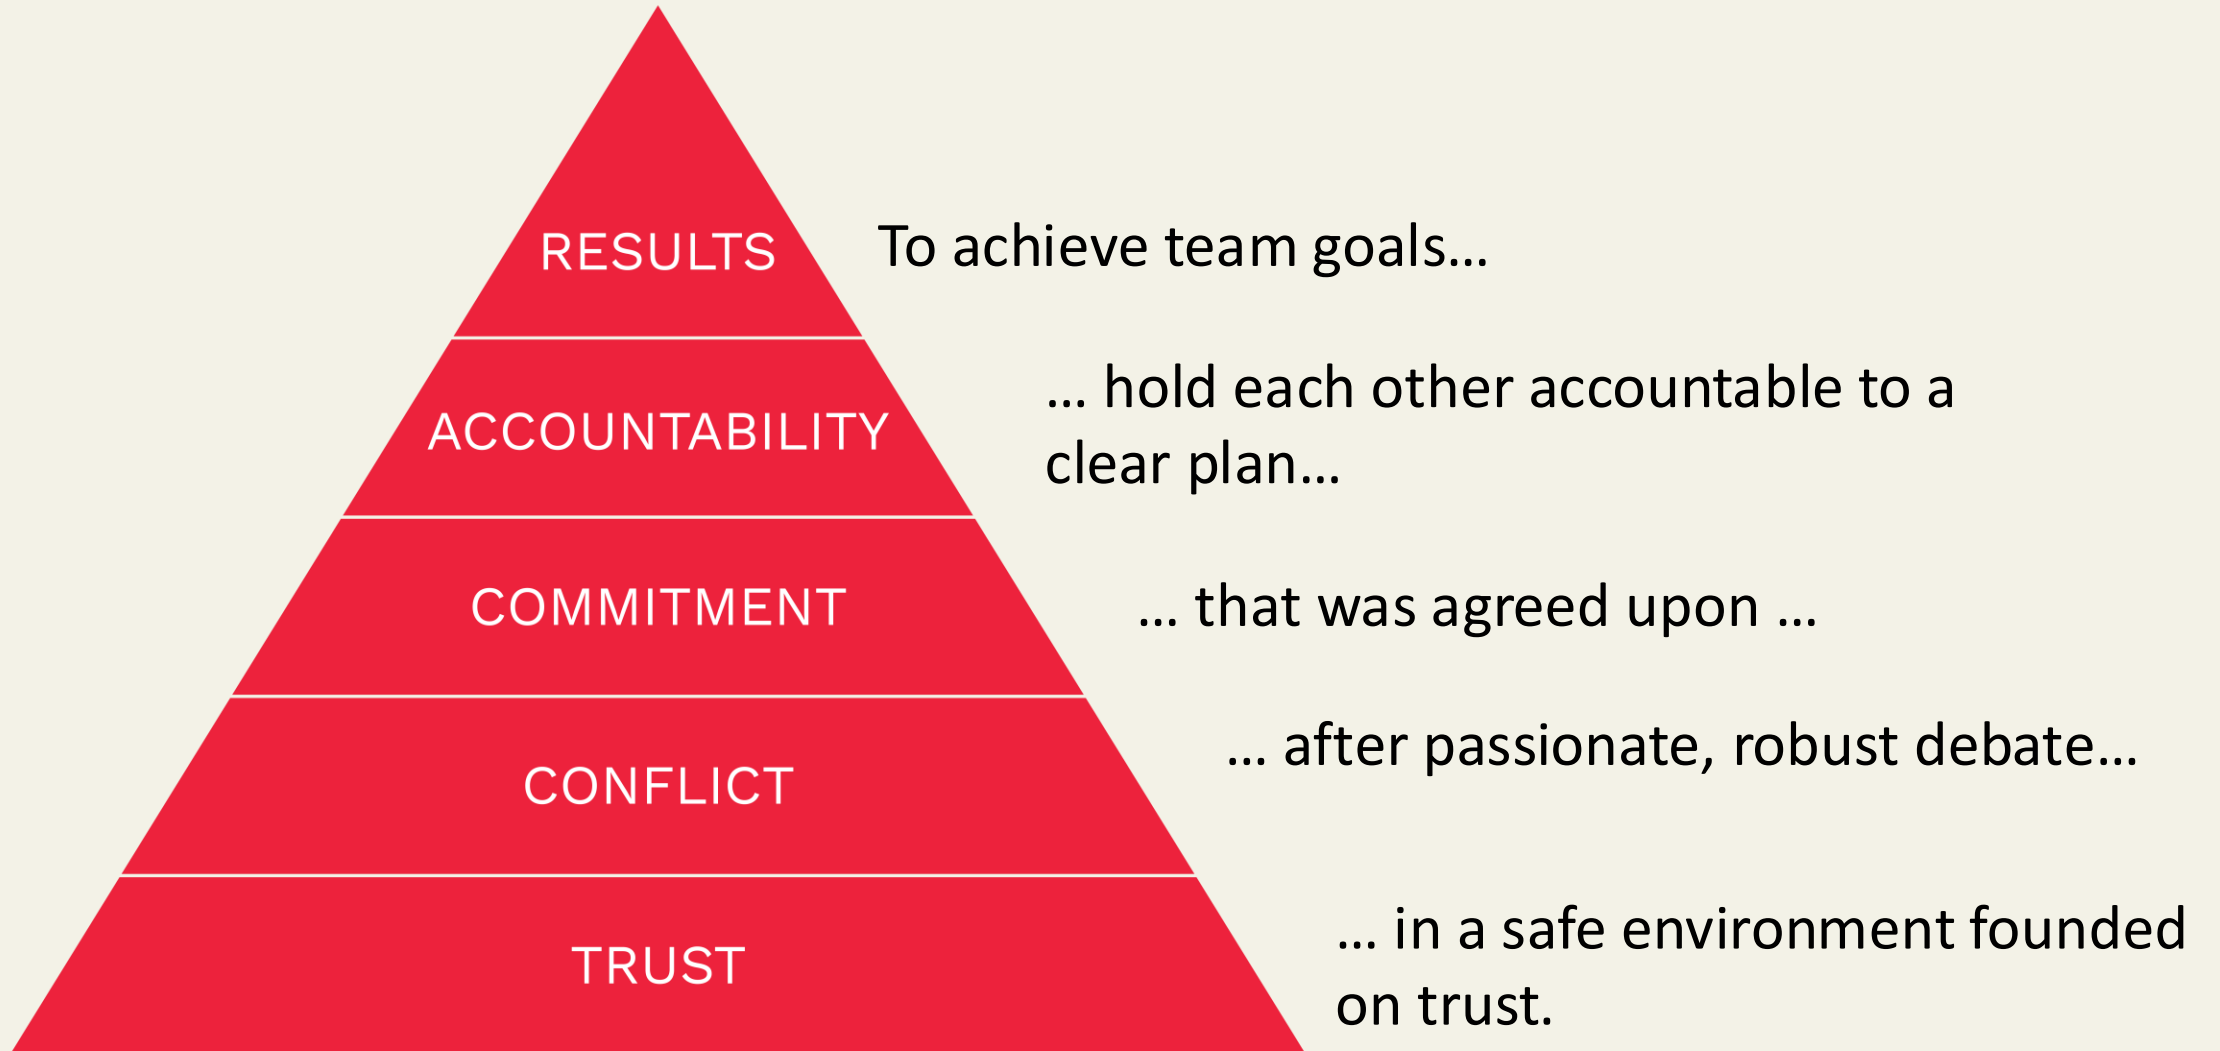 RESULTS
To achieve team goals...
ACCOUNTABILITY
... hold each other accountable to a
clear plan...
COMMITMENT
... that was agreed upon ...
CONFLICT
... after passionate, robust debate...
TRUST
... in a safe environment founded
on trust.